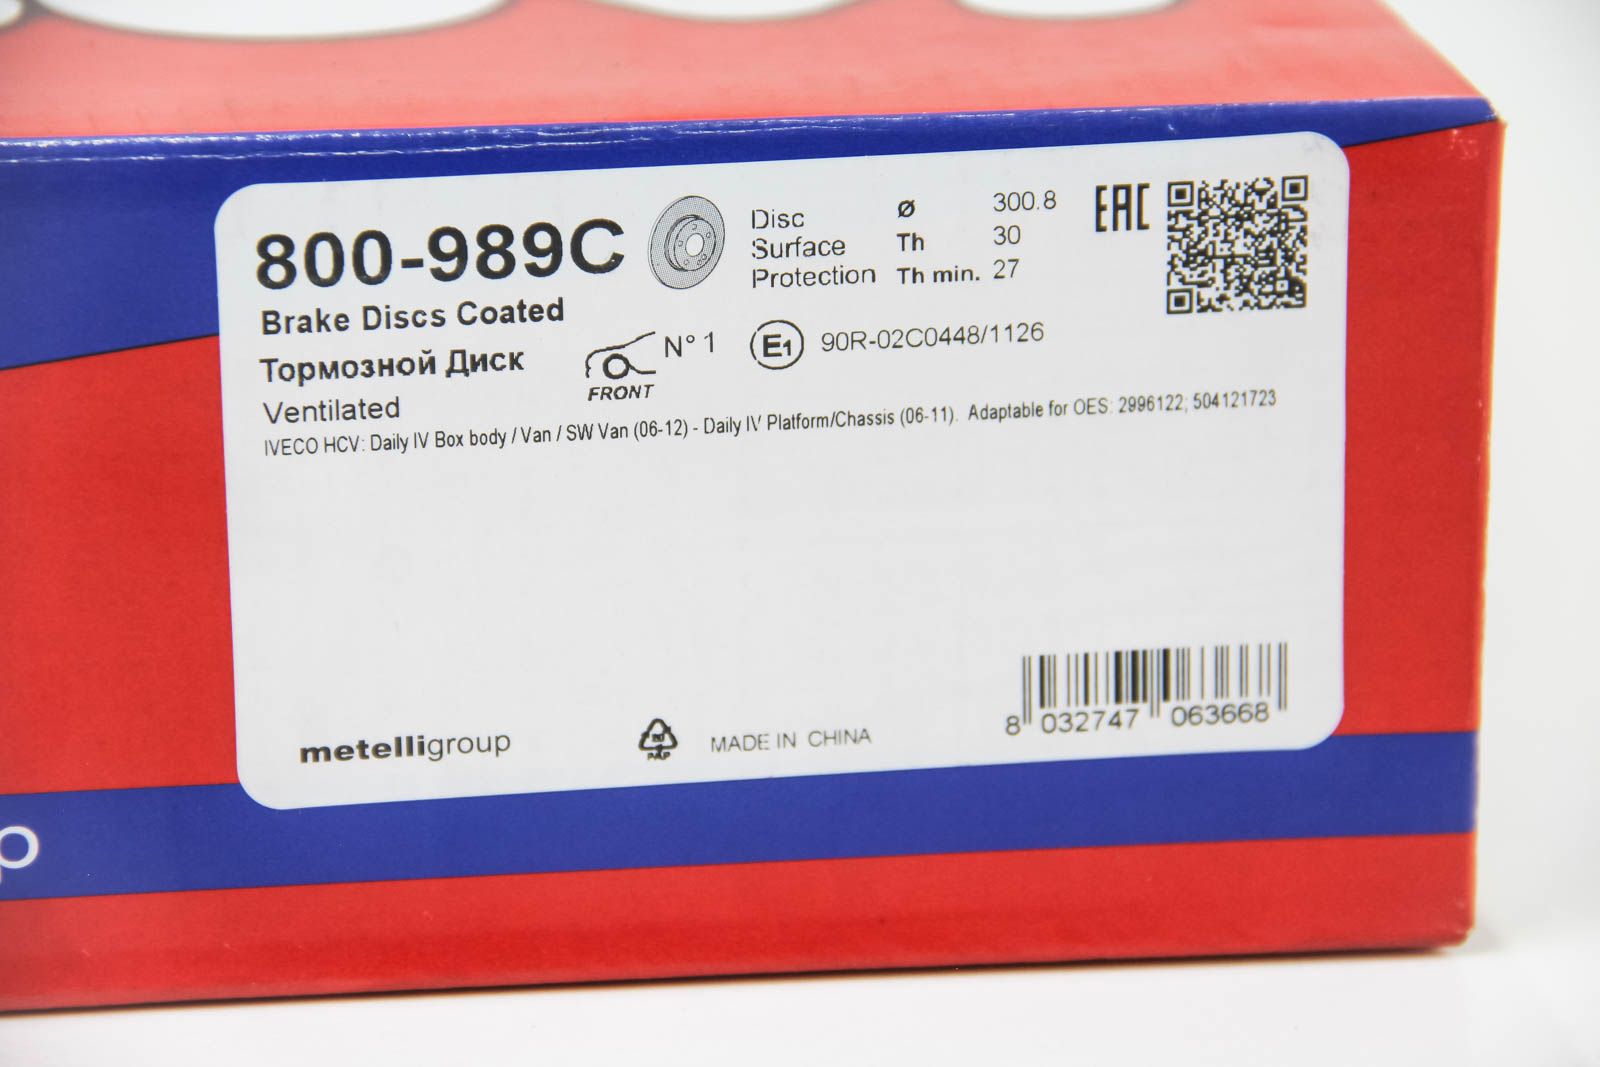 800-989C
Brake Discs Coated
Тормозной Диск
Ventilated
FRONT
N° 1
Disc
Surface
Protection
Ø 300.8
Th 30
Th min. 27
EAC
E1 90R-02C0448/1126
IVECO HCV: Daily IV Box body / Van / SW Van (06-12) - Daily IV Platform/Chassis (06-11). Adaptable for OES: 2996122; 504121723
metelligroup
PAP
MADE IN CHINA
8 032747 063668
p